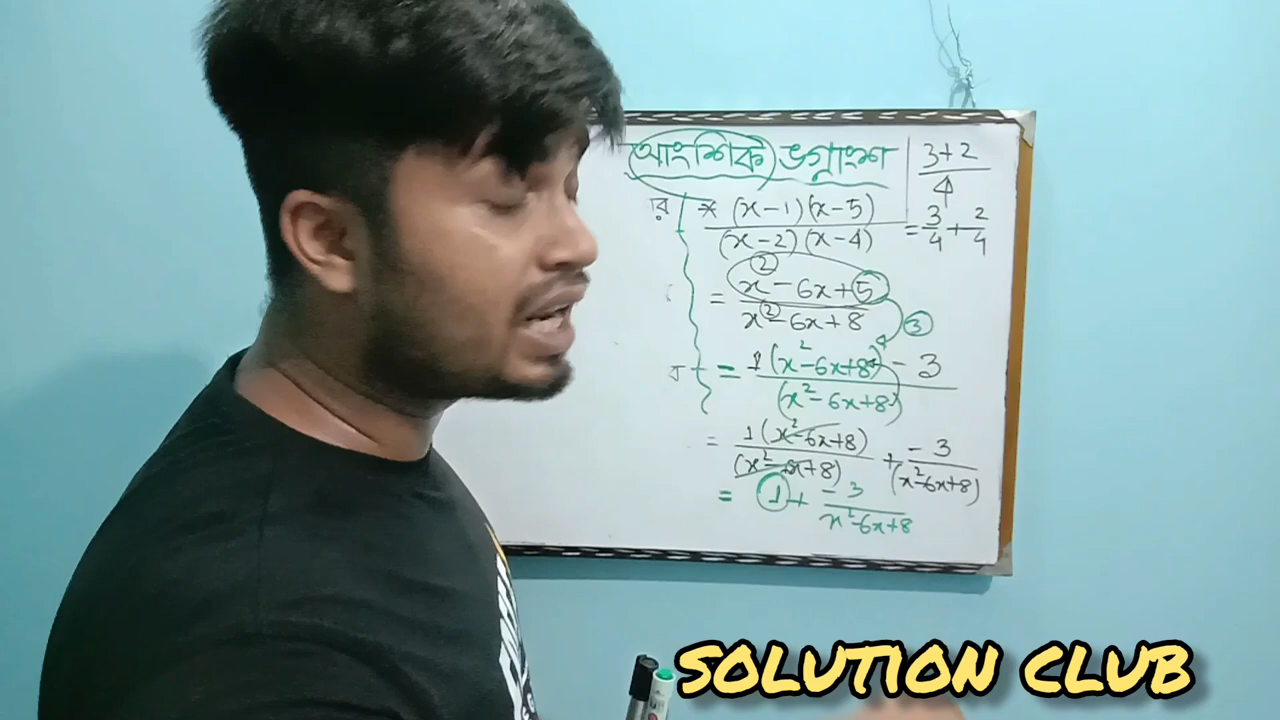 আংশিক ভগ্নাংশ
3+2
4
= 3/4 + 2/4
* (x-1)(x-5)
(x-2)(x-4)
= x² - 6x + 5
x² - 6x + 8
3
= 1(x²-6x+8) - 3
(x²-6x+8)
= 1(x²-6x+8) + -3
(x²-6x+8) (x²-6x+8)
= 1 + -3
x²-6x+8
SOLUTION CLUB